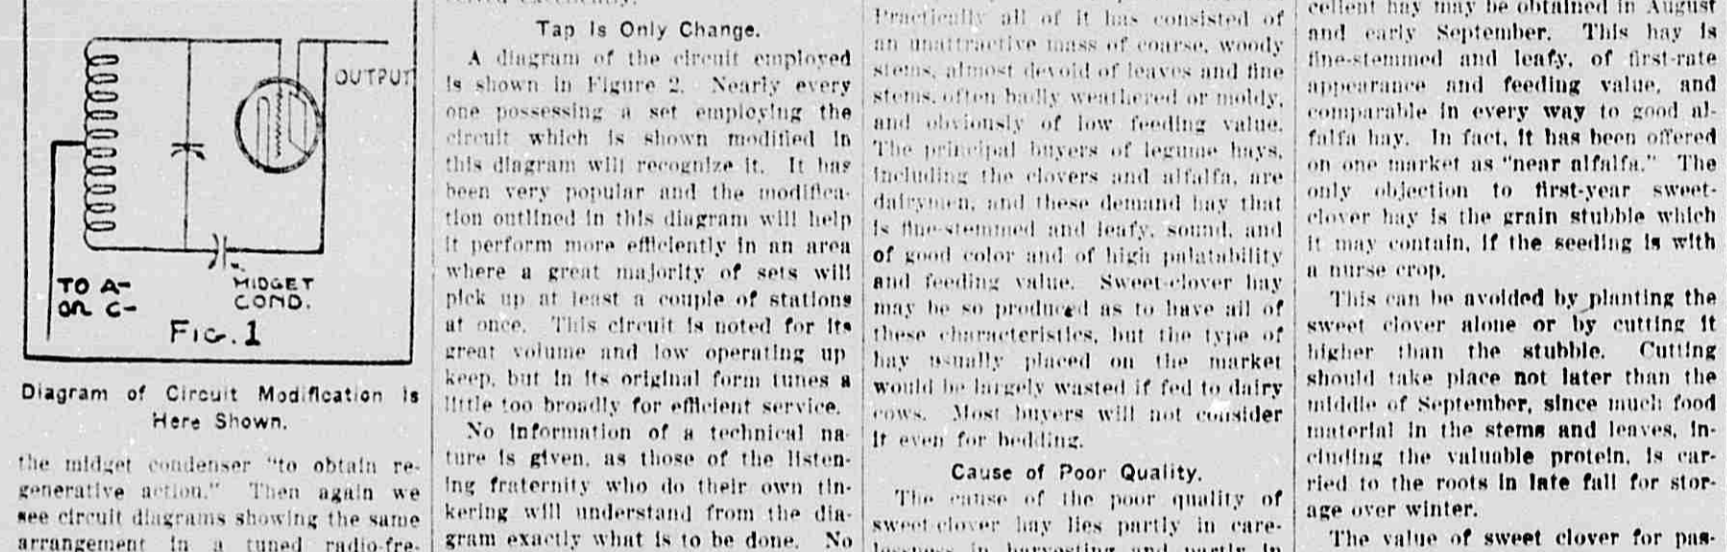 OUTPUT
TO A-
OR C-
MIDGET
COND.
FIG. 1
Diagram of Circuit Modification is
Here Shown.
the midget condenser "to obtain re-
generative action." Then again we
see circuit diagrams showing the same
arrangement in a tuned radio-fre-
Tap Is Only Change.
A diagram of the circuit employed
is shown in Figure 2. Nearly every
one possessing a set employing the
circuit which is shown modified in
this diagram will recognize it. It has
been very popular and the modifica-
tion outlined in this diagram will help
it perform more efficiently in an area
where a great majority of sets will
pick up at least a couple of stations
at once. This circuit is noted for its
great volume and low operating up
keep, but in its original form tunes a
little too broadly for efficient service.
No information of a technical na-
ture is given, as those of the listen-
ing fraternity who do their own tin-
kering will understand from the dia-
gram exactly what is to be done. No
Practically all of it has consisted of
an unattractive mass of coarse, woody
stems, almost devoid of leaves and fine
stems, often badly weathered or moldy,
and obviously of low feeding value.
The principal buyers of legume hays,
including the clovers and alfalfa, are
dairymen, and these demand hay that
is fine-stemmed and leafy, sound, and
of good color and of high palatability
and feeding value. Sweet-clover hay
may be so produced as to have all of
these characteristics, but the type of
hay usually placed on the market
would be largely wasted if fed to dairy
cows. Most buyers will not consider
it even for bedding.
Cause of Poor Quality.
The cause of the poor quality of
sweet-clover hay lies partly in care-
lessness in harvesting and partly in
cellent hay may be obtained in August
and early September. This hay is
fine-stemmed and leafy, of first-rate
appearance and feeding value, and
comparable in every way to good al-
falfa hay. In fact, it has been offered
on one market as "near alfalfa." The
only objection to first-year sweet-
clover hay is the grain stubble which
it may contain, if the seeding is with
a nurse crop.
This can be avoided by planting the
sweet clover alone or by cutting it
higher than the stubble. Cutting
should take place not later than the
middle of September, since much food
material in the stems and leaves, in-
cluding the valuable protein, is car-
ried to the roots in late fall for stor-
age over winter.
The value of sweet clover for pas-